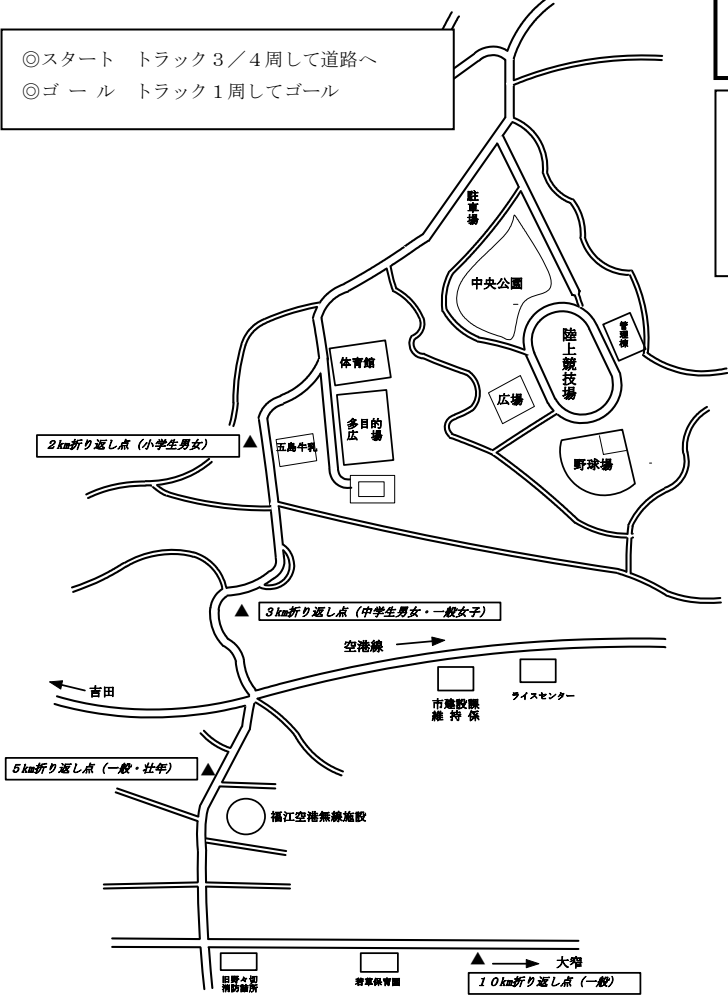 ◎スタート　トラック３／４周して道路へ
◎ゴ ー ル　トラック１周してゴール
駐車場
中央公園
陸上競技場
管理棟
体育館
広場
多目的
広　場
五島牛乳
野球場
２㎞折り返し点（小学生男女）
３㎞折り返し点（中学生男女・一般女子）
空港線
吉田
市建設課
維 持 係
ライスセンター
５㎞折り返し点（一般・壮年）
福江空港無線施設
旧野々切
消防詰所
若草保育園
大窄
１０㎞折り返し点（一般）